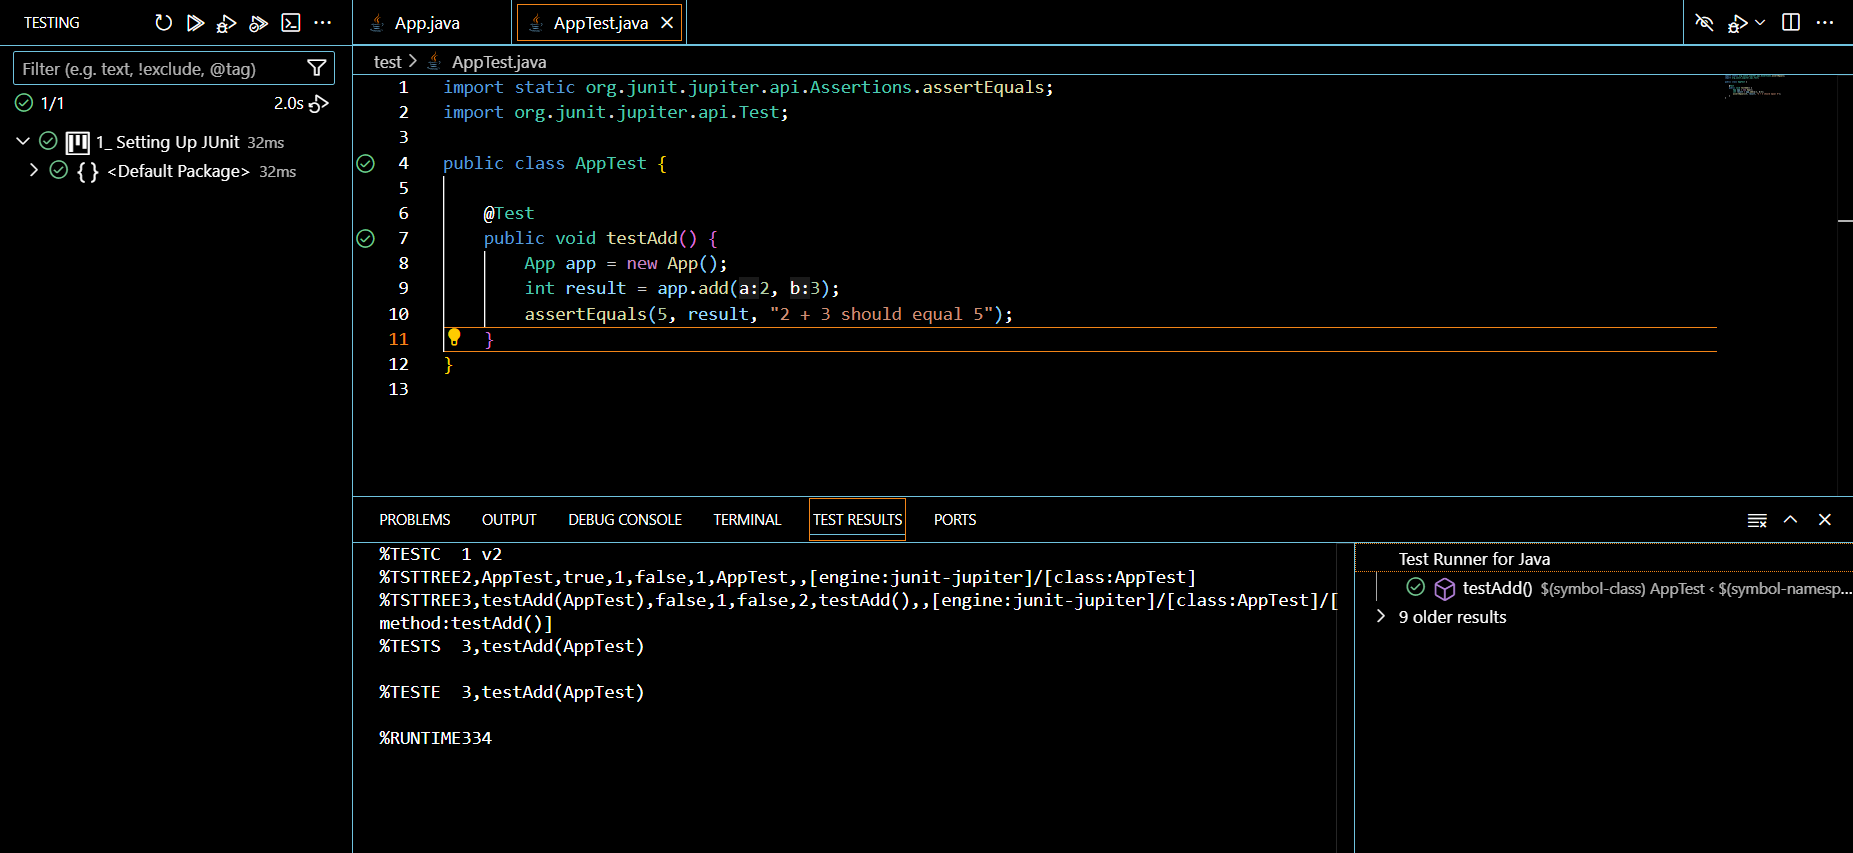 TESTING
Filter (e.g. text, !exclude, @tag)
1/1
2.0s
1_ Setting Up JUnit 32ms
{} <Default Package> 32ms
App.java
AppTest.java
test > AppTest.java
1 import static org.junit.jupiter.api.Assertions.assertEquals;
2 import org.junit.jupiter.api.Test;
3
4 public class AppTest {
5
6 @Test
7 public void testAdd() {
8 App app = new App();
9 int result = app.add(a:2, b:3);
10 assertEquals(5, result, "2 + 3 should equal 5");
11 }
12 }
13
PROBLEMS OUTPUT DEBUG CONSOLE TERMINAL TEST RESULTS PORTS
%TESTC 1 v2
%TSTTREE2,AppTest,true,1,false,1,AppTest,,[engine:junit-jupiter]/[class:AppTest]
%TSTTREE3,testAdd(AppTest),false,1,false,2,testAdd(),,[engine:junit-jupiter]/[class:AppTest]/[
method:testAdd()]
%TESTS 3,testAdd(AppTest)
%TESTE 3,testAdd(AppTest)
%RUNTIME334
Test Runner for Java
testAdd() $(symbol-class) AppTest ‹ $(symbol-namesp...
9 older results